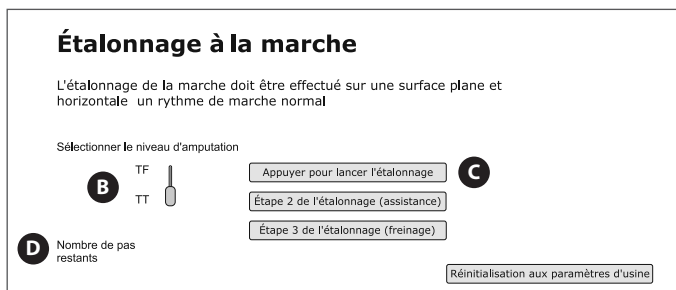 Étalonnage à la marche
L'étalonnage de la marche doit être effectué sur une surface plane et
horizontale un rythme de marche normal
Sélectionner le niveau d'amputation
B
TF
TT
Appuyer pour lancer l'étalonnage
C
Étape 2 de l'étalonnage (assistance)
Étape 3 de l'étalonnage (freinage)
D
Nombre de pas
restants
Réinitialisation aux paramètres d'usine